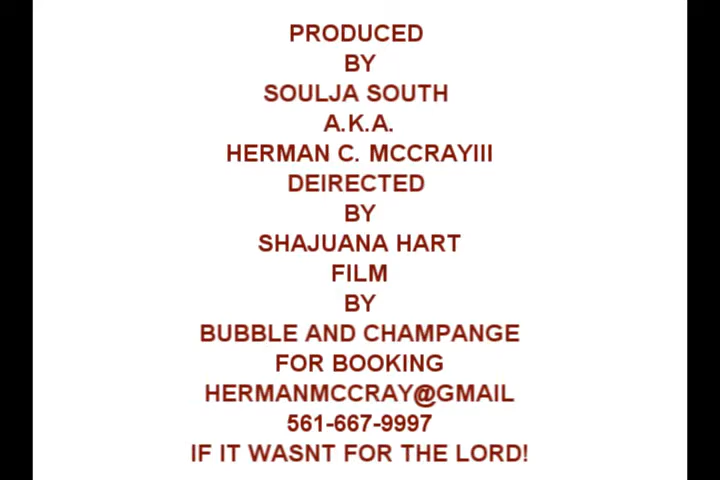 PRODUCED
BY
SOULJA SOUTH
A.K.A.
HERMAN C. MCCRAYIII
DEIRECTED
BY
SHAJUANA HART
FILM
BY
BUBBLE AND CHAMPANGE
FOR BOOKING
HERMANMCCRAY@GMAIL
561-667-9997
IF IT WASNT FOR THE LORD!